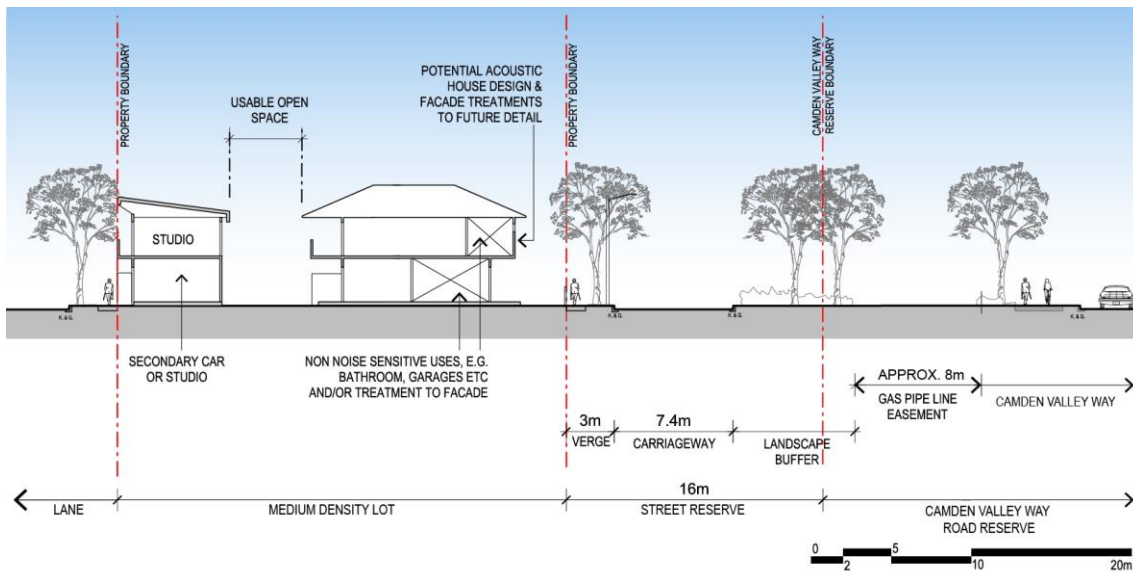 PROPERTY BOUNDARY
USABLE OPEN
SPACE
POTENTIAL ACOUSTIC
HOUSE DESIGN &
FACADE TREATMENTS
TO FUTURE DETAIL
PROPERTY BOUNDARY
CAMDEN VALLEY WAY
RESERVE BOUNDARY
STUDIO
K. & G.
K. & G.
K. & G.
K. & G.
SECONDARY CAR
OR STUDIO
NON NOISE SENSITIVE USES, E.G.
BATHROOM, GARAGES ETC
AND/OR TREATMENT TO FACADE
APPROX. 8m
GAS PIPE LINE
EASEMENT
CAMDEN VALLEY WAY
3m
VERGE
7.4m
CARRIAGEWAY
LANDSCAPE
BUFFER
LANE
MEDIUM DENSITY LOT
16m
STREET RESERVE
CAMDEN VALLEY WAY
ROAD RESERVE
0 5
2 10 20m